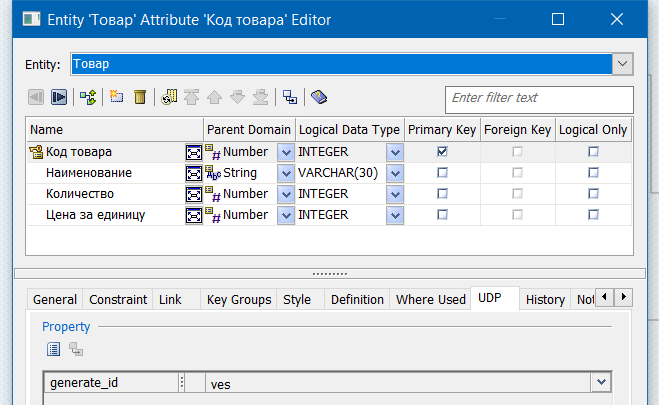 Entity 'Товар' Attribute 'Код товара' Editor
Entity: Товар
Enter filter text
Name Parent Domain Logical Data Type Primary Key Foreign Key Logical Only
Код товара Number INTEGER
Наименование String VARCHAR(30)
Количество Number INTEGER
Цена за единицу Number INTEGER
General Constraint Link Key Groups Style Definition Where Used UDP History Not
Property
generate_id yes